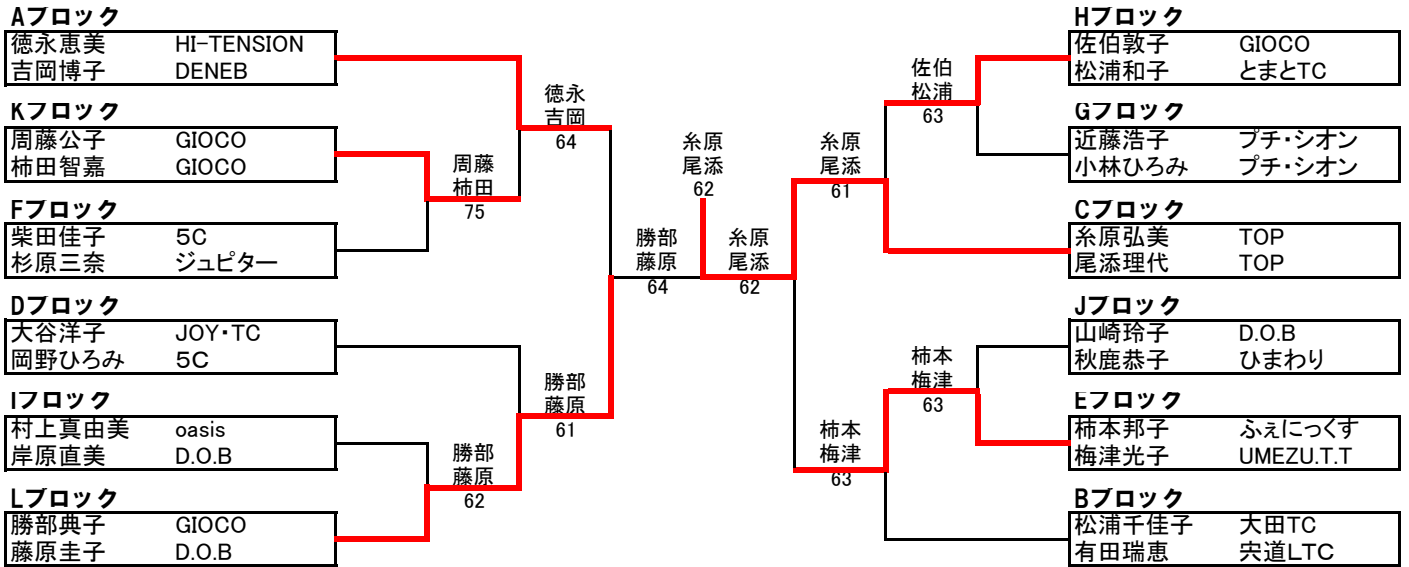 Aブロック
徳永恵美 HI-TENSION
吉岡博子 DENEB
Kブロック
周藤公子 GIOCO
柿田智嘉 GIOCO
Fブロック
柴田佳子 5C
杉原三奈 ジュピター
Dブロック
大谷洋子 JOY・TC
岡野ひろみ 5C
Iブロック
村上真由美 oasis
岸原直美 D.O.B
Lブロック
勝部典子 GIOCO
藤原圭子 D.O.B
周藤
柿田
75
勝部
藤原
62
徳永
吉岡
64
勝部
藤原
61
勝部
藤原
64
糸原
尾添
62
糸原
尾添
62
糸原
尾添
61
柿本
梅津
63
佐伯
松浦
63
柿本
梅津
63
Hブロック
佐伯敦子 GIOCO
松浦和子 とまとTC
Gブロック
近藤浩子 プチ・シオン
小林ひろみ プチ・シオン
Cブロック
糸原弘美 TOP
尾添理代 TOP
Jブロック
山崎玲子 D.O.B
秋鹿恭子 ひまわり
Eブロック
柿本邦子 ふぇにっくす
梅津光子 UMEZU.T.T
Bブロック
松浦千佳子 大田TC
有田瑞恵 宍道LTC